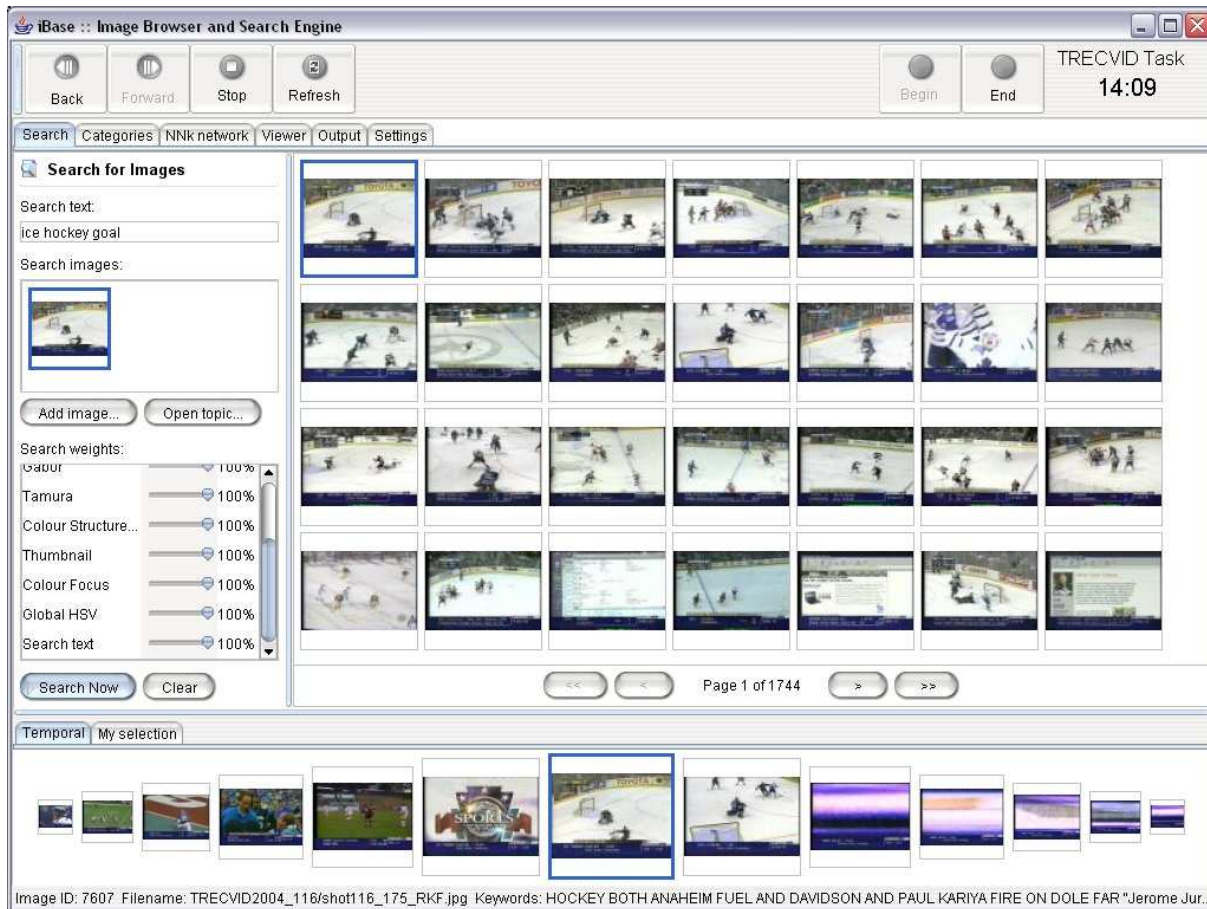 iBase :: Image Browser and Search Engine
Back
Forward
Stop
Refresh
Begin
End
TRECVID Task
14:09
Search
Categories
NNk network
Viewer
Output
Settings
Search for Images
Search text:
ice hockey goal
Search images:
Add image...
Open topic...
Search weights:
Gabor 100%
Tamura 100%
Colour Structure... 100%
Thumbnail 100%
Colour Focus 100%
Global HSV 100%
Search text 100%
Search Now
Clear
<<
<
Page 1 of 1744
>
>>
Temporal
My selection
SPORTS
Image ID: 7607 Filename: TRECVID2004_116/shot116_175_RKF.jpg Keywords: HOCKEY BOTH ANAHEIM FUEL AND DAVIDSON AND PAUL KARIYA FIRE ON DOLE FAR "Jerome Jur...